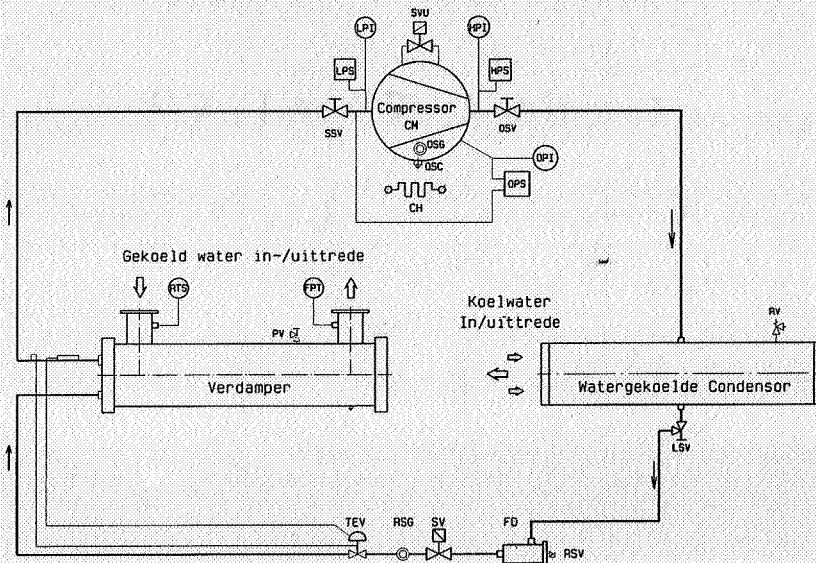 SVU
LPI
HPI
LPS
HPS
Compressor
CM
SSV
OSV
OSG
OSC
OPI
OPS
CH
Gekoeld water in-/uittrede
RTS
FPT
Koelwater
In/uittrede
RV
PV
Verdamper
Watergekoelde Condensor
LSV
TEV
RSG
SV
FD
RSV